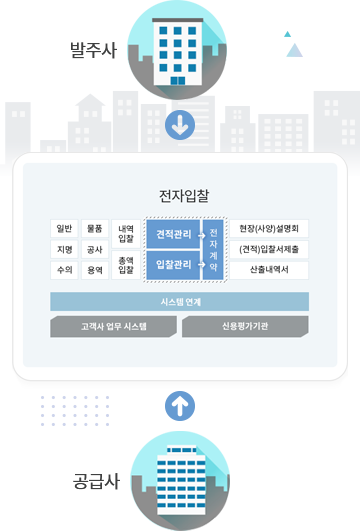 발주사
전자입찰
일반 물품 내역
입찰 견적관리 전
자
계
약 현장(사양)설명회
지명 공사 (견적)입찰서제출
수의 용역 총액
입찰 입찰관리 산출내역서
시스템 연계
고객사 업무 시스템 신용평가기관
공급사